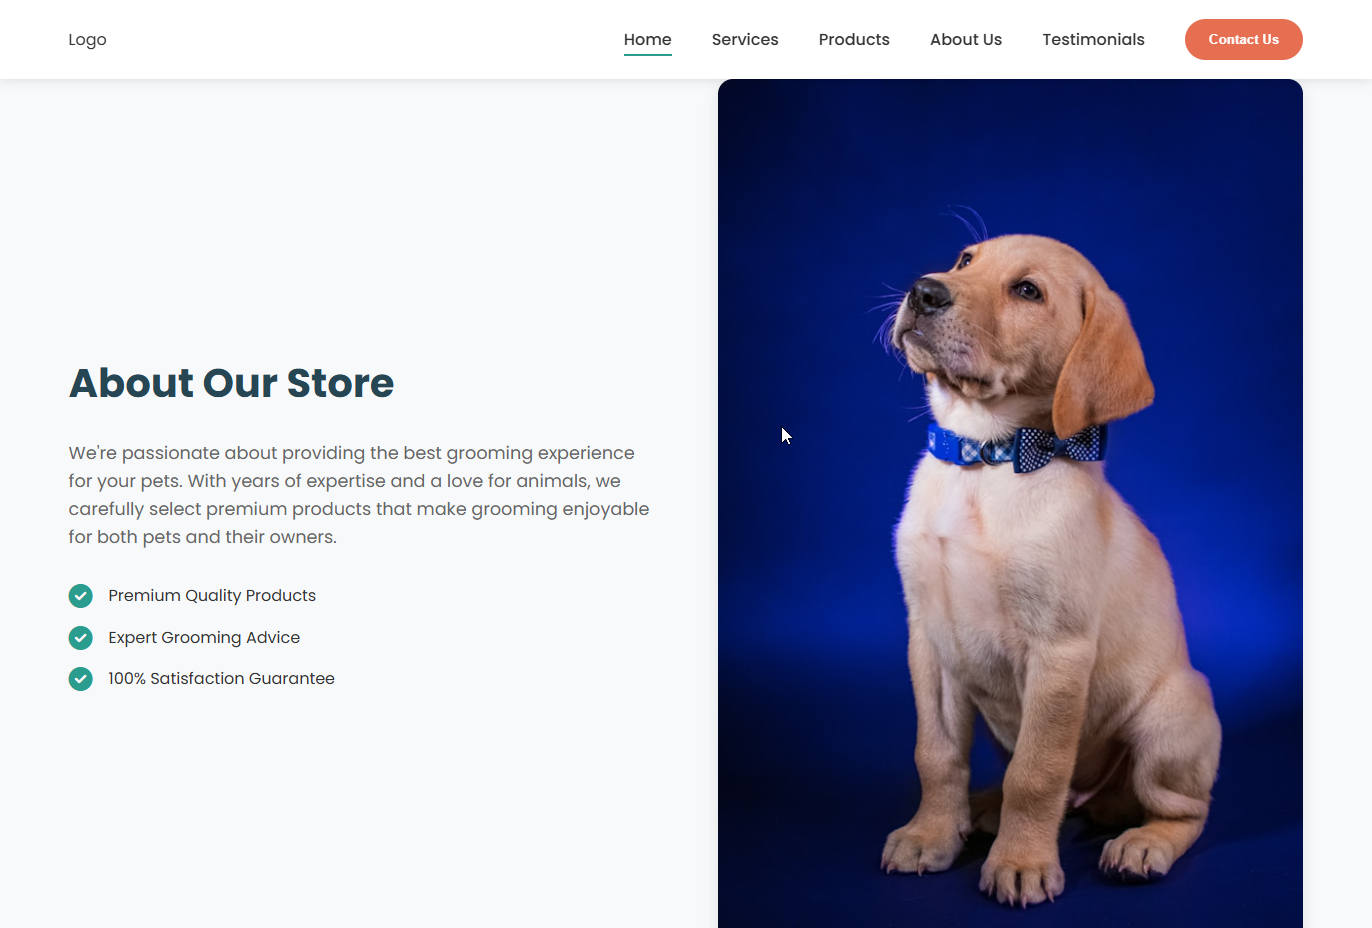 Logo
Home
Services
Products
About Us
Testimonials
Contact Us
About Our Store
We're passionate about providing the best grooming experience
for your pets. With years of expertise and a love for animals, we
carefully select premium products that make grooming enjoyable
for both pets and their owners.
Premium Quality Products
Expert Grooming Advice
100% Satisfaction Guarantee